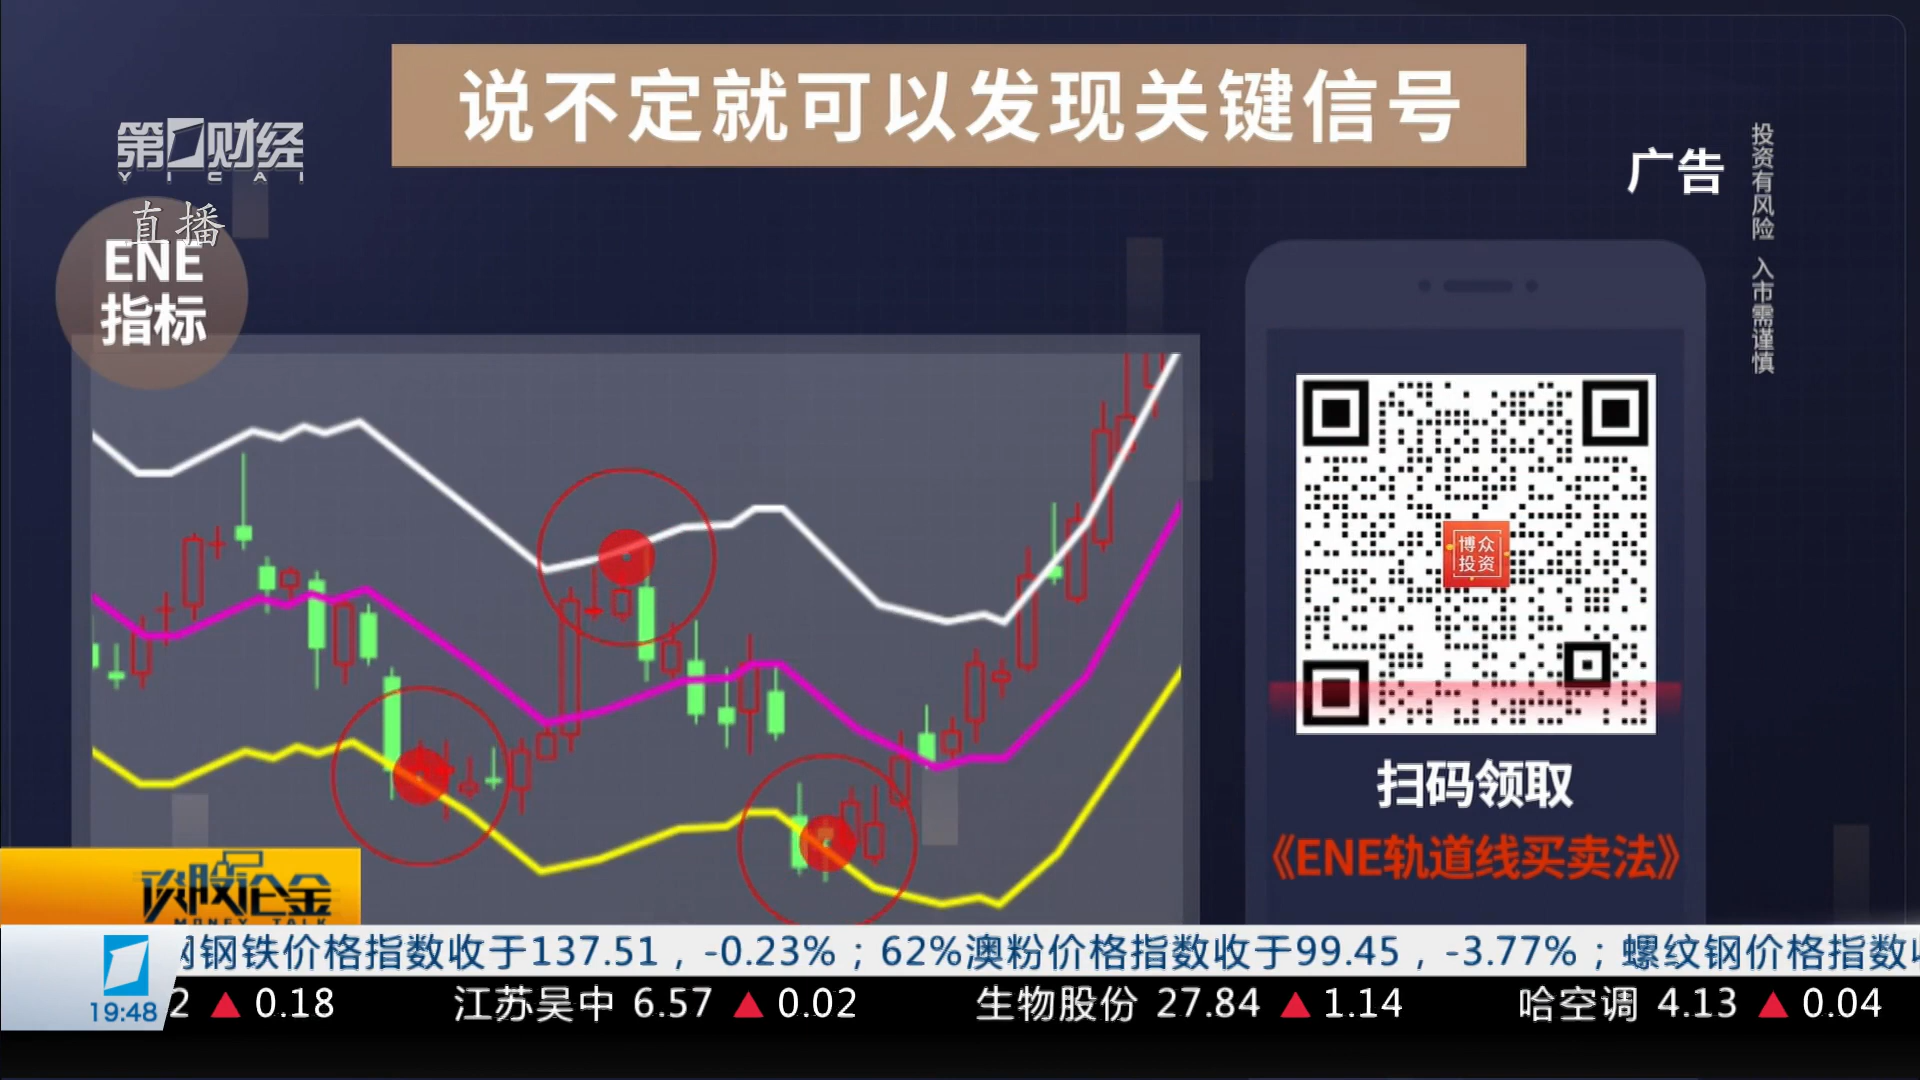 说不定就可以发现关键信号
第一财经
YICAI
直播
广告
投资有风险 入市需谨慎
ENE
指标
博众
投资
扫码领取
《ENE轨道线买卖法》
谈股论金
MONEY TALK
网钢铁价格指数收于137.51，-0.23%；62%澳粉价格指数收于99.45，-3.77%；螺纹钢价格指数收
19:48
2 ▲ 0.18 江苏吴中 6.57 ▲ 0.02 生物股份 27.84 ▲ 1.14 哈空调 4.13 ▲ 0.04